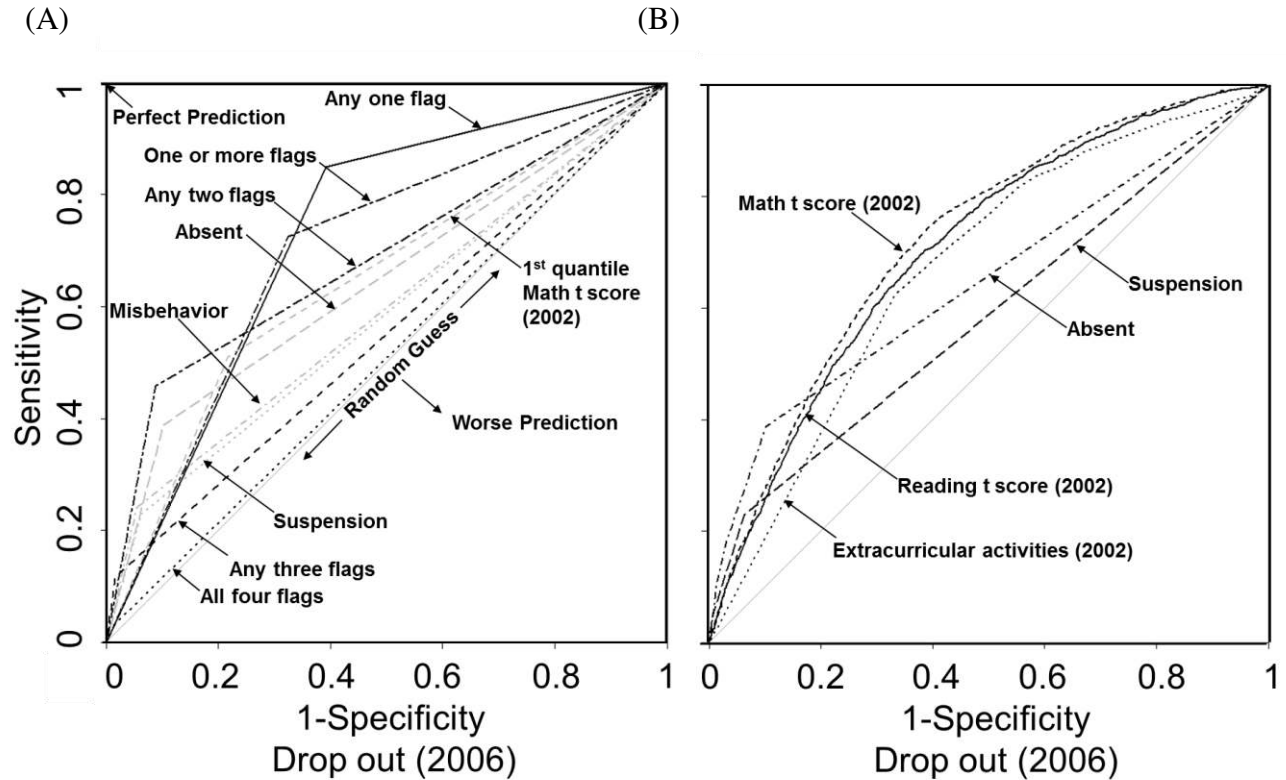 (A)
(B)
Sensitivity
1
0.8
0.6
0.4
0.2
0
Perfect Prediction
Any one flag
One or more flags
Any two flags
Absent
Misbehavior
1st quantile
Math t score
(2002)
Random Guess
Worse Prediction
Suspension
Any three flags
All four flags
0
0.2
0.4
0.6
0.8
1
1-Specificity
Drop out (2006)
Math t score (2002)
Suspension
Absent
Reading t score (2002)
Extracurricular activities (2002)
0
0.2
0.4
0.6
0.8
1
1-Specificity
Drop out (2006)